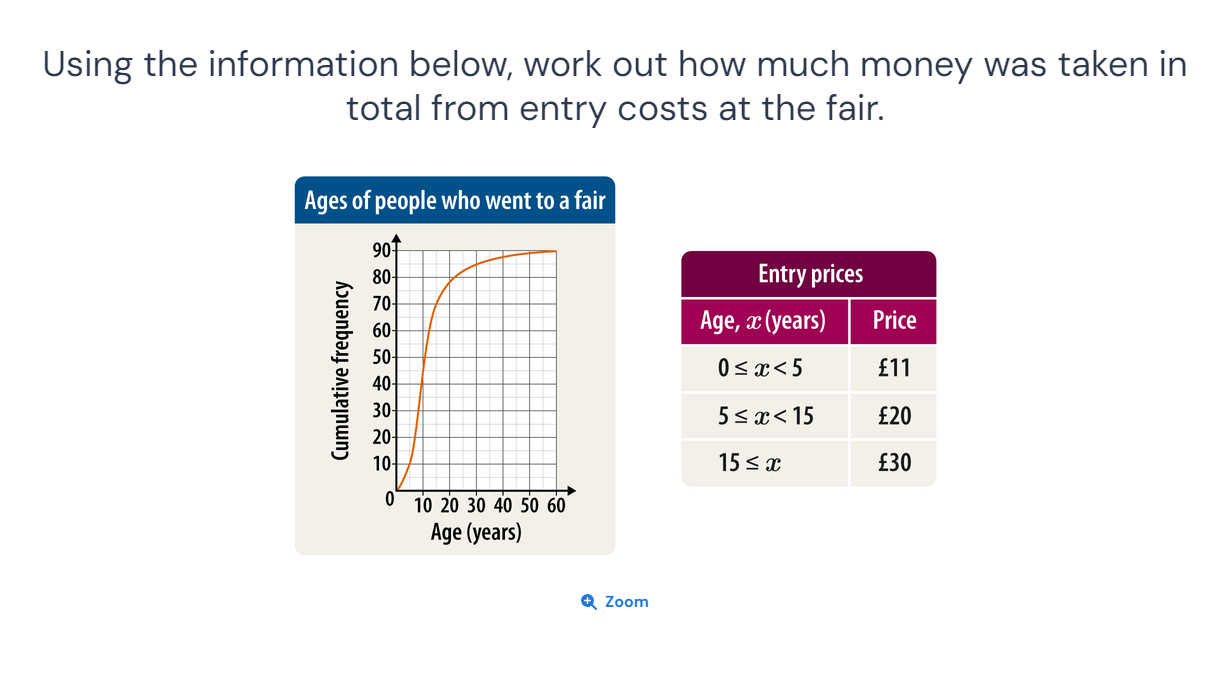 Using the information below, work out how much money was taken in
total from entry costs at the fair.
Ages of people who went to a fair
Cumulative frequency
90
80
70
60
50
40
30
20
10
0
10 20 30 40 50 60
Age (years)
Entry prices
Age, x (years) Price
0 ≤ x < 5 £11
5 ≤ x < 15 £20
15 ≤ x £30
Zoom